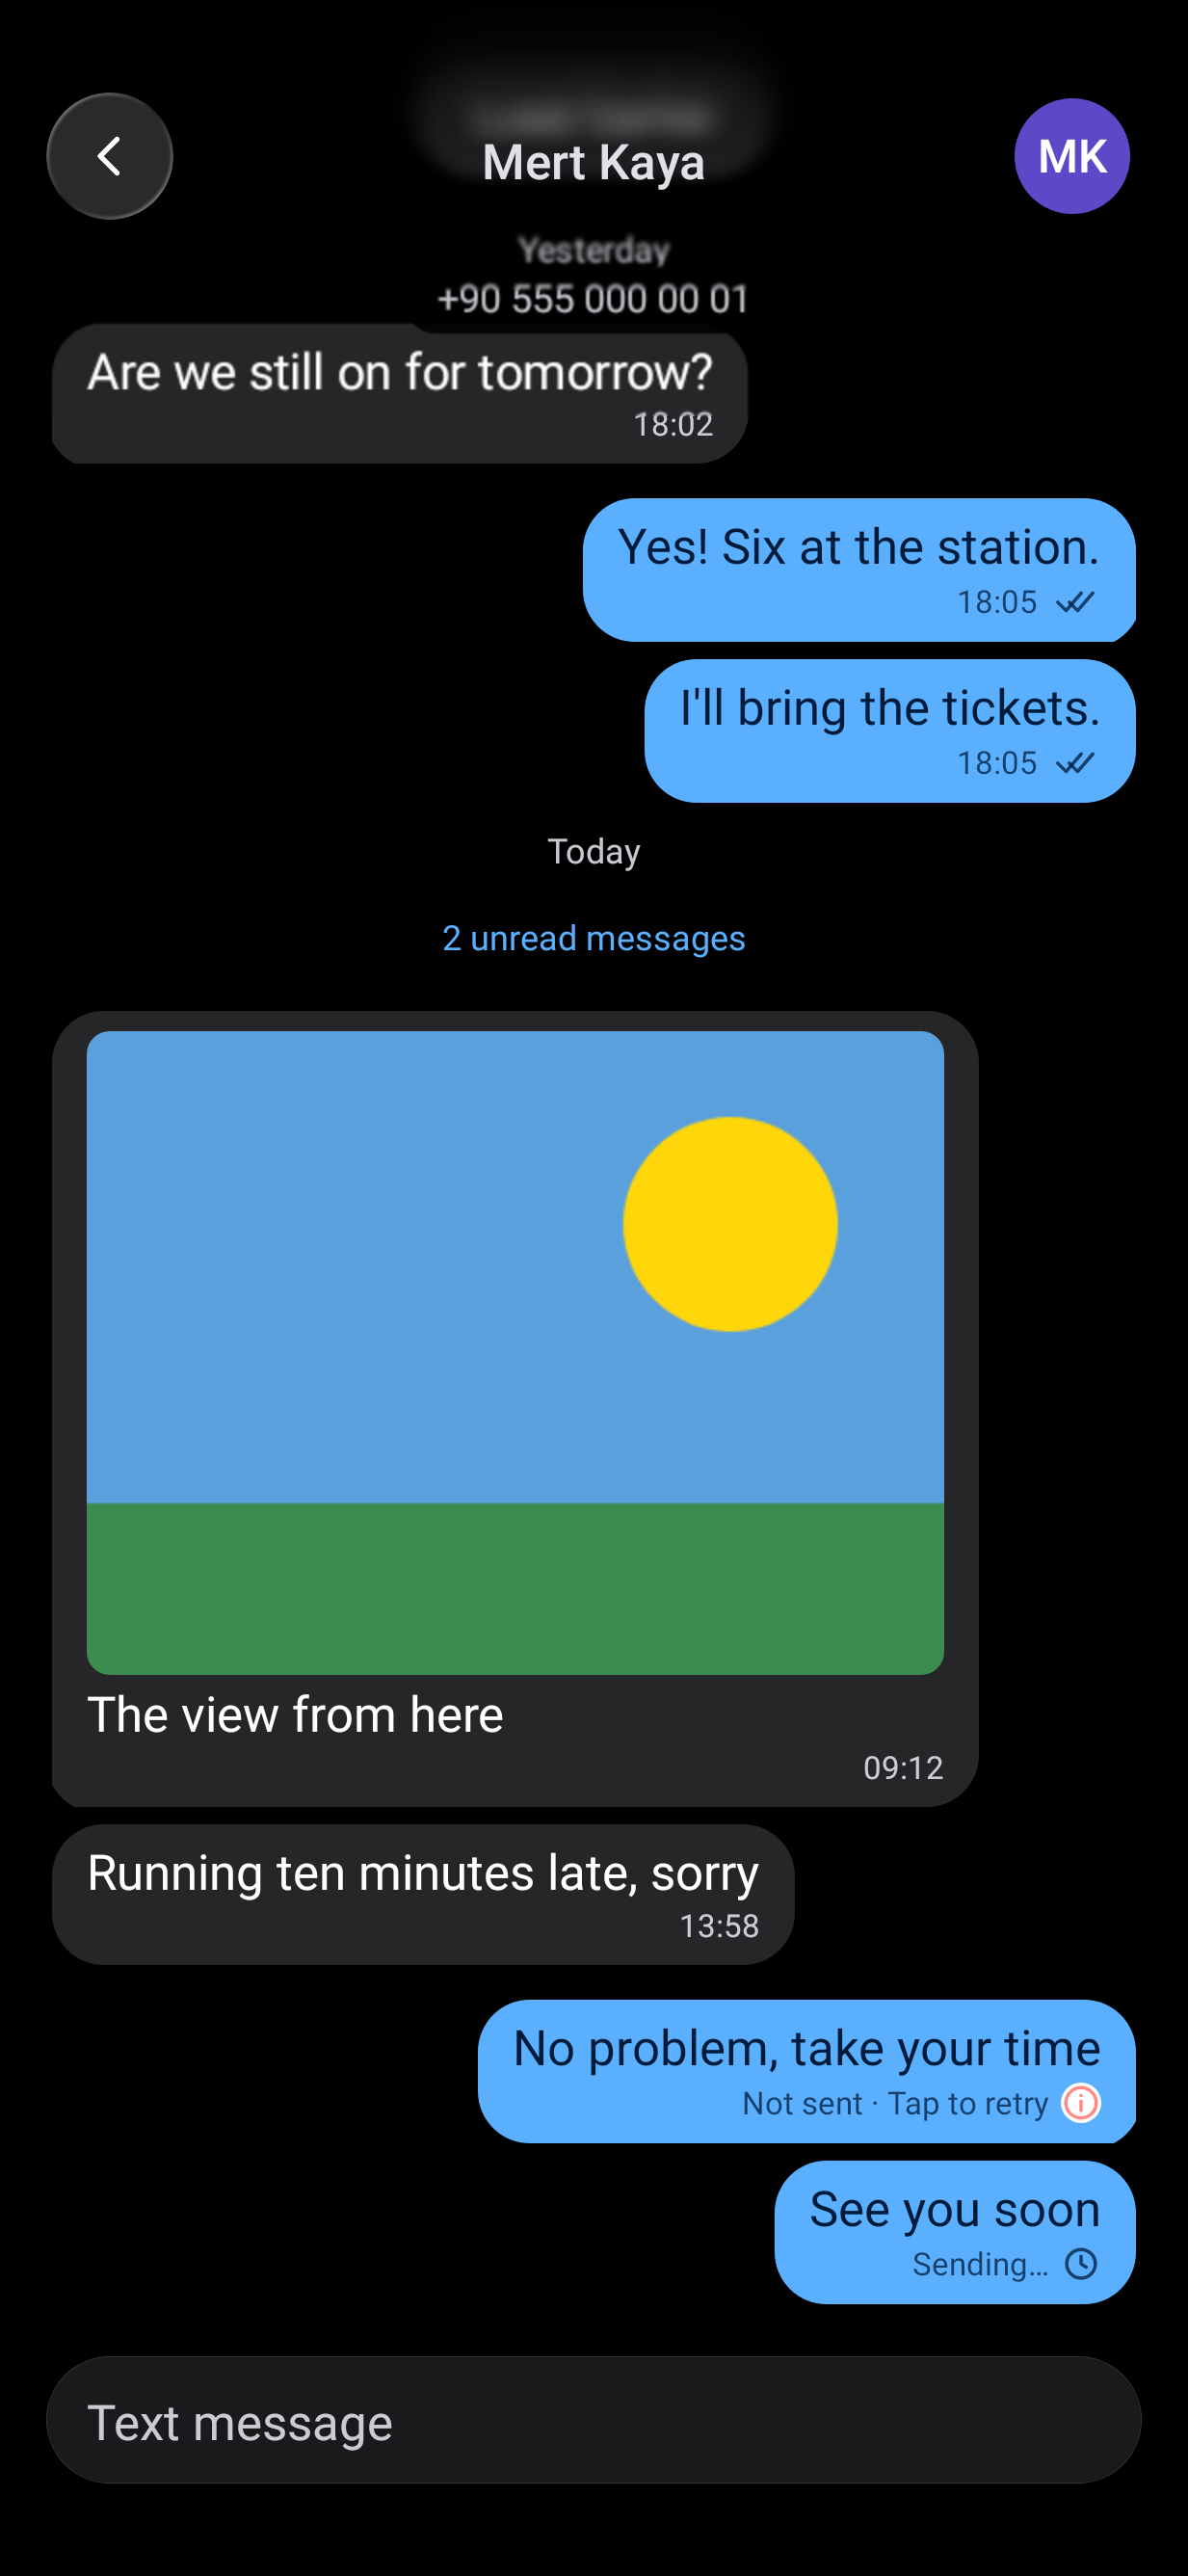 Mert Kaya
MK
Yesterday
+90 555 000 00 01
Are we still on for tomorrow?
18:02
Yes! Six at the station.
18:05
I'll bring the tickets.
18:05
Today
2 unread messages
The view from here
09:12
Running ten minutes late, sorry
13:58
No problem, take your time
Not sent · Tap to retry
See you soon
Sending…
Text message